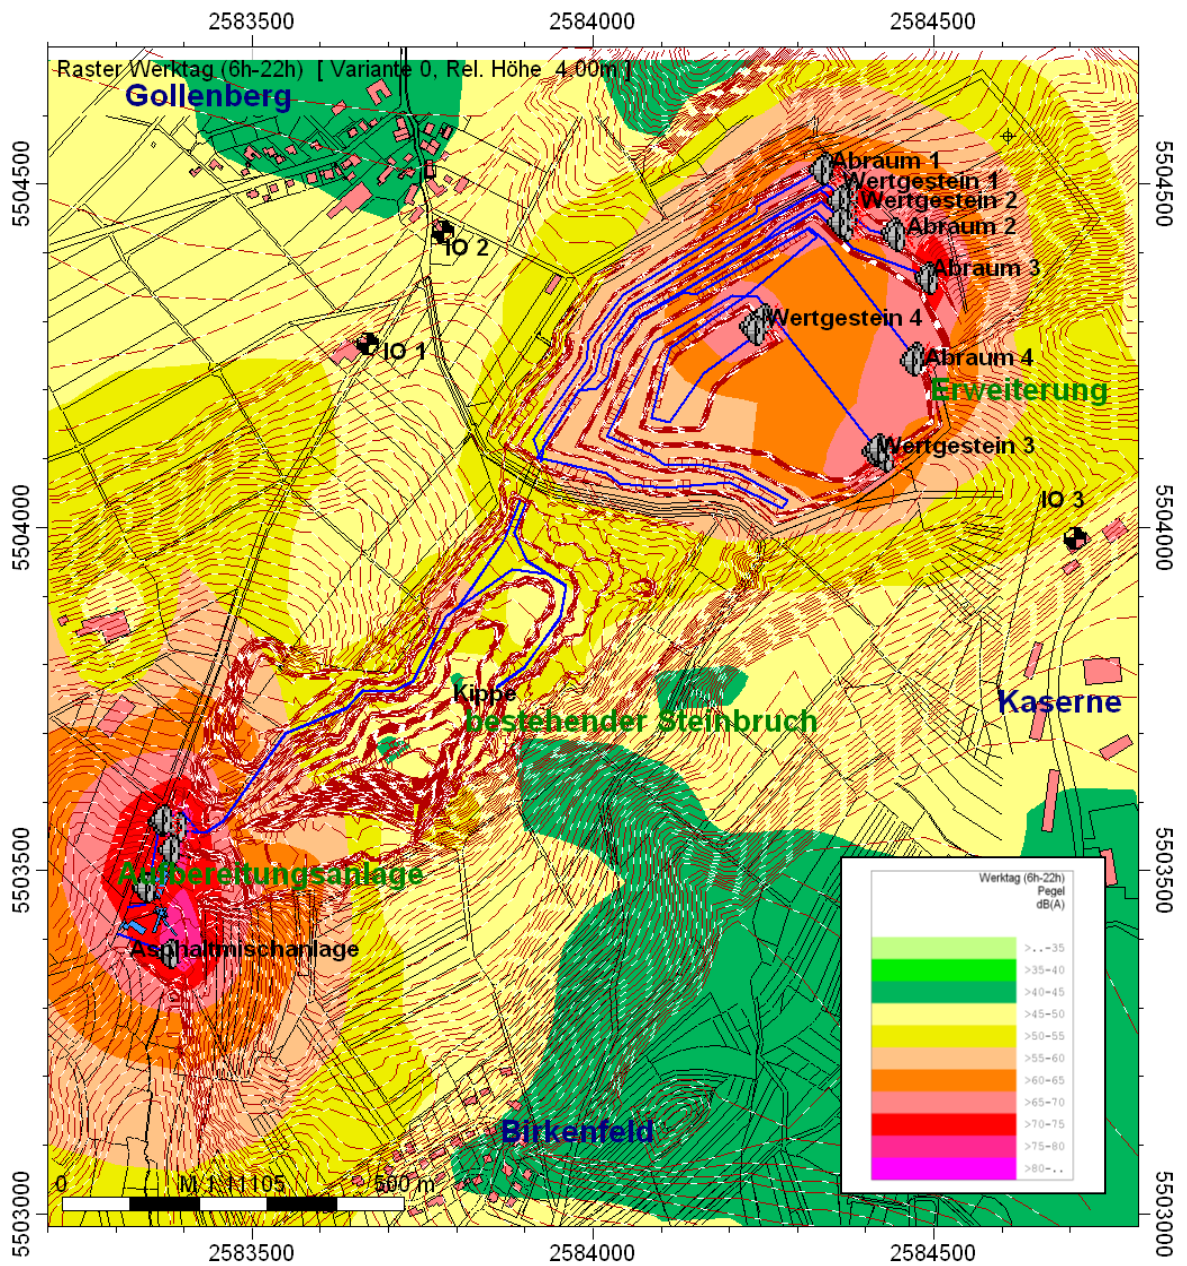 2583500 2584000 2584500
Raster Werktag (6h-22h) [ Variante 0, Rel. Höhe 4.00m ]
Gollenberg
5504500
5504500
Abraum 1
Wertgestein 1
Wertgestein 2
Abraum 2
IO 2
Abraum 3
Wertgestein 4
IO 1
Abraum 4
Erweiterung
Wertgestein 3
IO 3
5504000
5504000
Kippe
Kaserne
bestehender Steinbruch
5503500
5503500
Aufbereitungsanlage
Asphaltmischanlage
Werktag (6h-22h)
Pegel
dB(A)
>..-35
>35-40
>40-45
>45-50
>50-55
>55-60
>60-65
>65-70
>70-75
>75-80
>80-..
Birkenfeld
0 M 1:11105 500 m
5503000
5503000
2583500 2584000 2584500